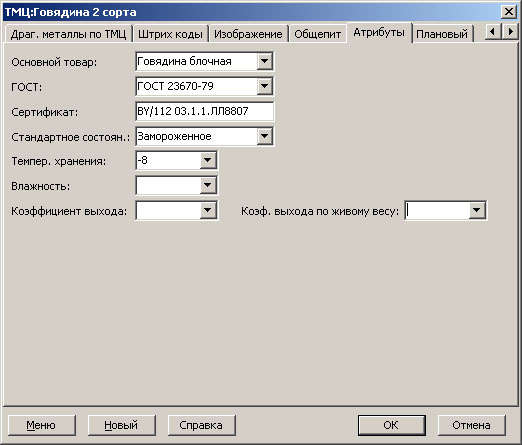 ТМЦ:Говядина 2 сорта
Драг. металлы по ТМЦ Штрих коды Изображение Общепит Атрибуты Плановый
Основной товар: Говядина блочная
ГОСТ: ГОСТ 23670-79
Сертификат: BY/112 03.1.1.ЛЛ8807
Стандартное состоян.: Замороженное
Темпер. хранения: -8
Влажность:
Коэффициент выхода: Коэф. выхода по живому весу:
Меню Новый Справка ОК Отмена